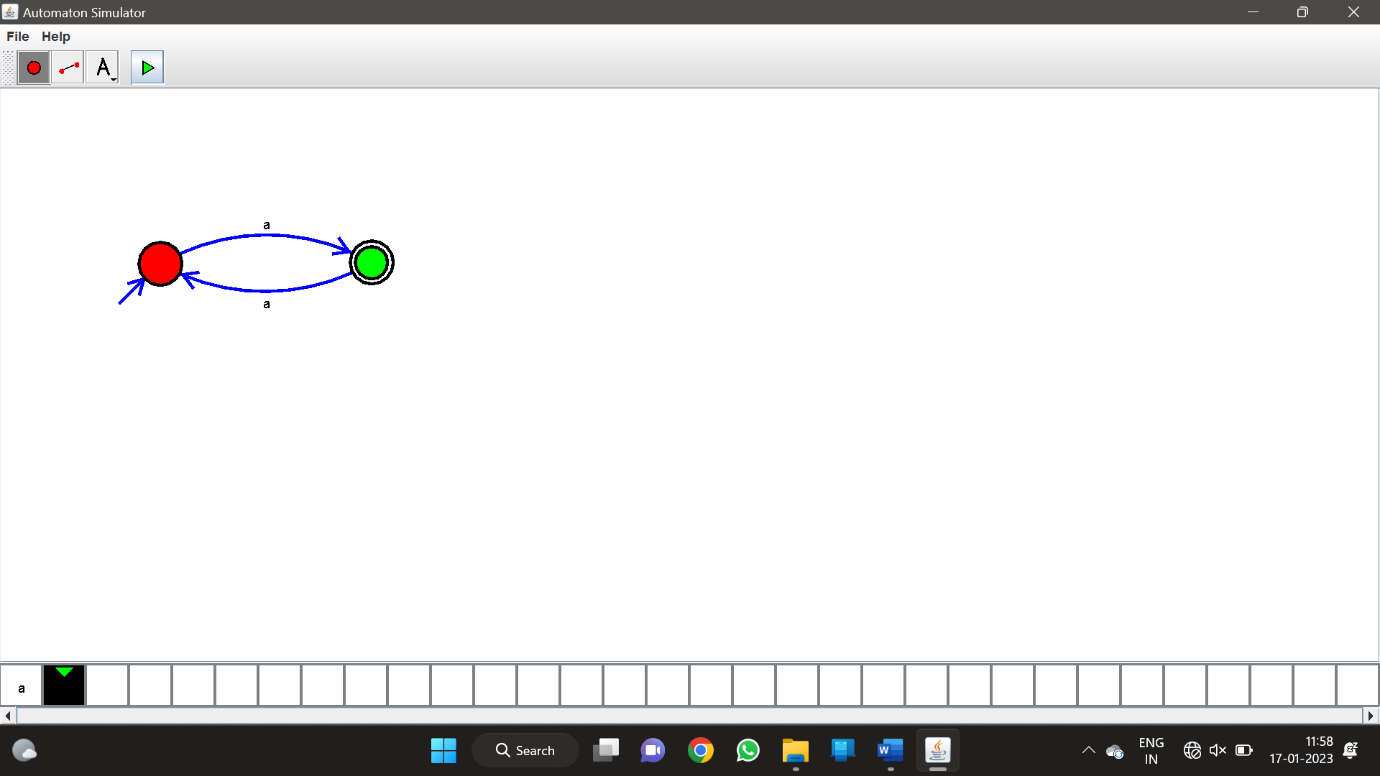 Automaton Simulator
File Help
A
a
a
a
Search
ENG
IN
11:58
17-01-2023